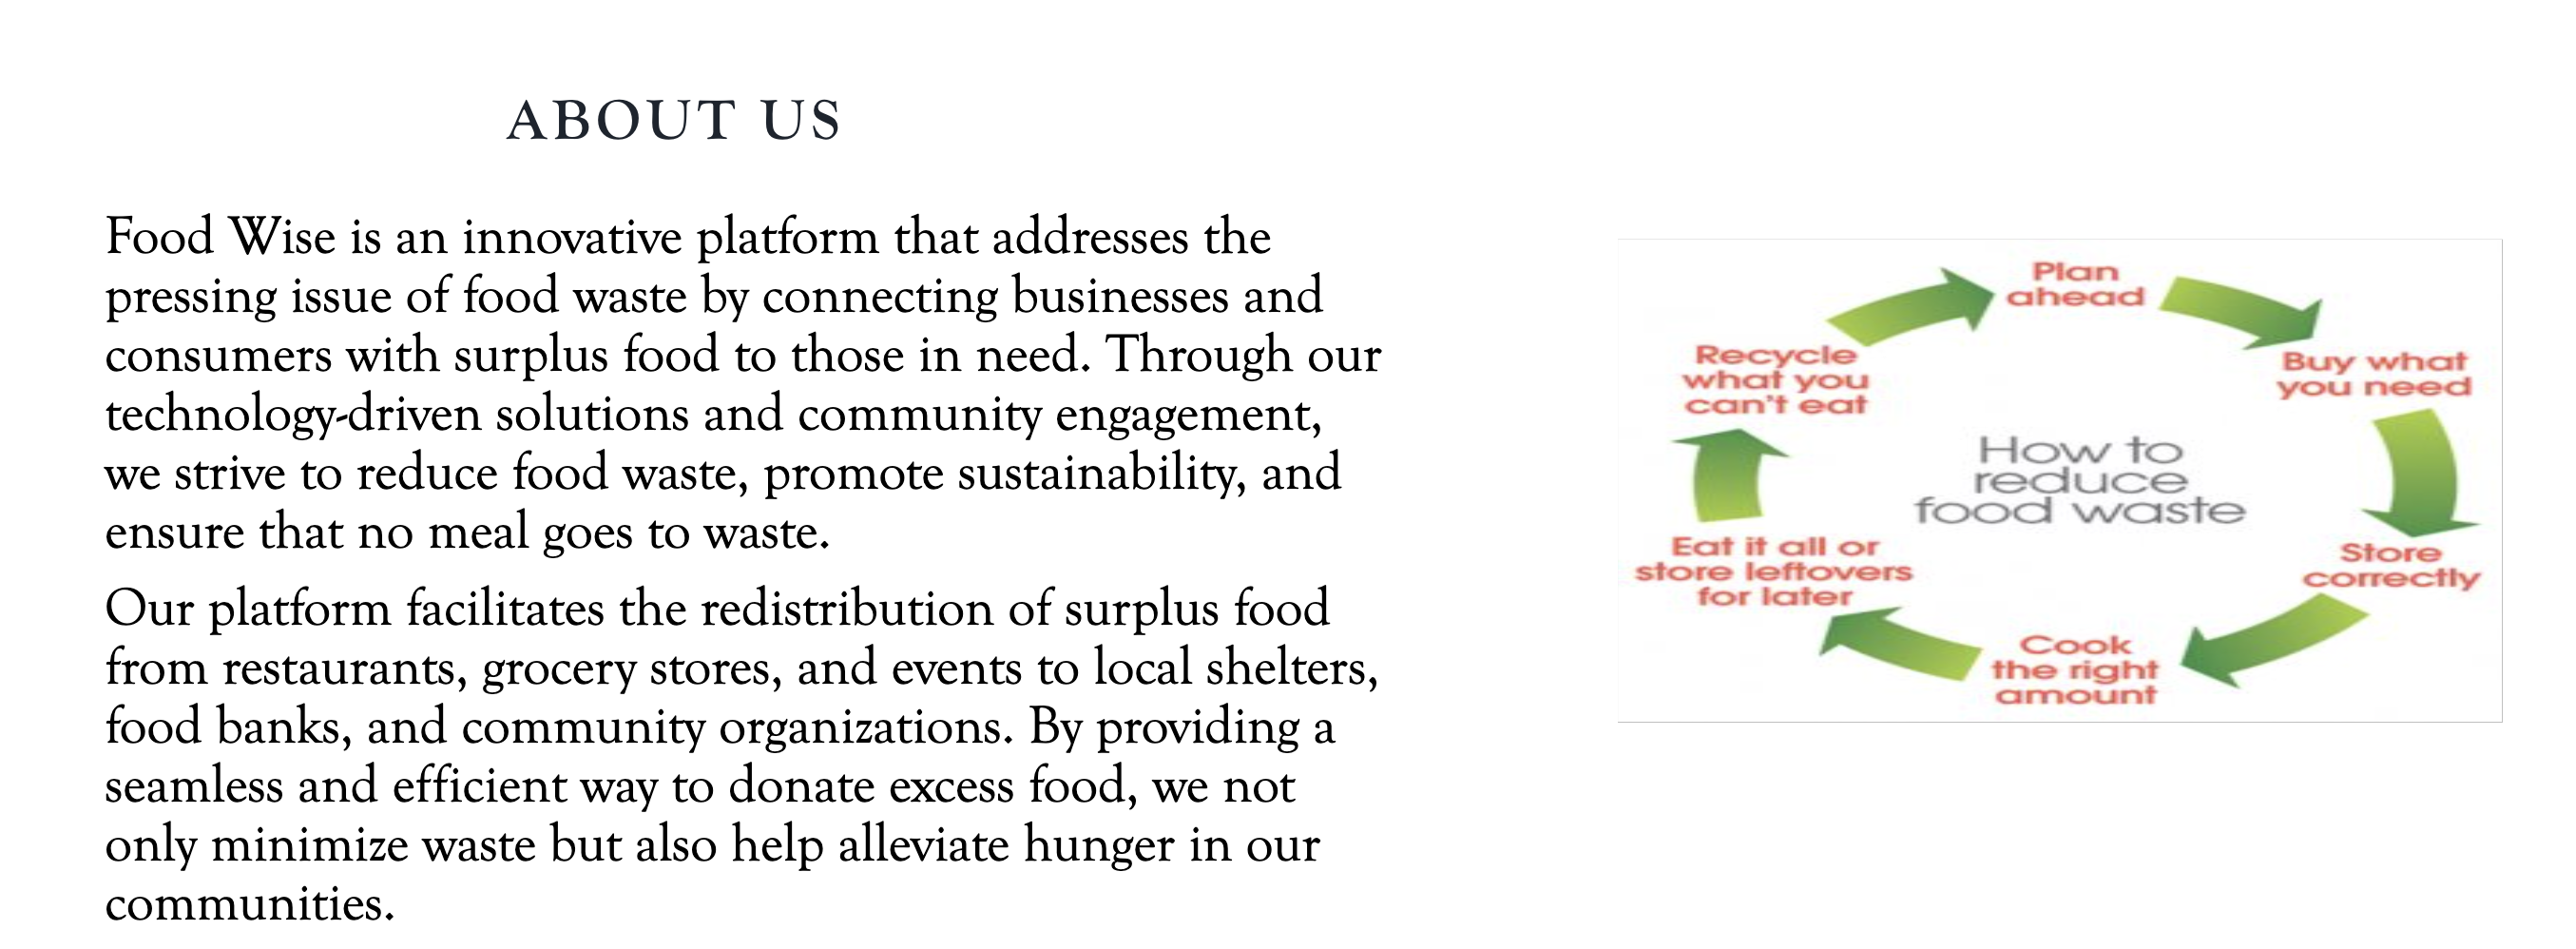 ABOUT US
Food Wise is an innovative platform that addresses the
pressing issue of food waste by connecting businesses and
consumers with surplus food to those in need. Through our
technology-driven solutions and community engagement,
we strive to reduce food waste, promote sustainability, and
ensure that no meal goes to waste.
Our platform facilitates the redistribution of surplus food
from restaurants, grocery stores, and events to local shelters,
food banks, and community organizations. By providing a
seamless and efficient way to donate excess food, we not
only minimize waste but also help alleviate hunger in our
communities.
How to
reduce
food waste
Plan
ahead
Buy what
you need
Store
correctly
Cook
the right
amount
Eat it all or
store leftovers
for later
Recycle
what you
can't eat